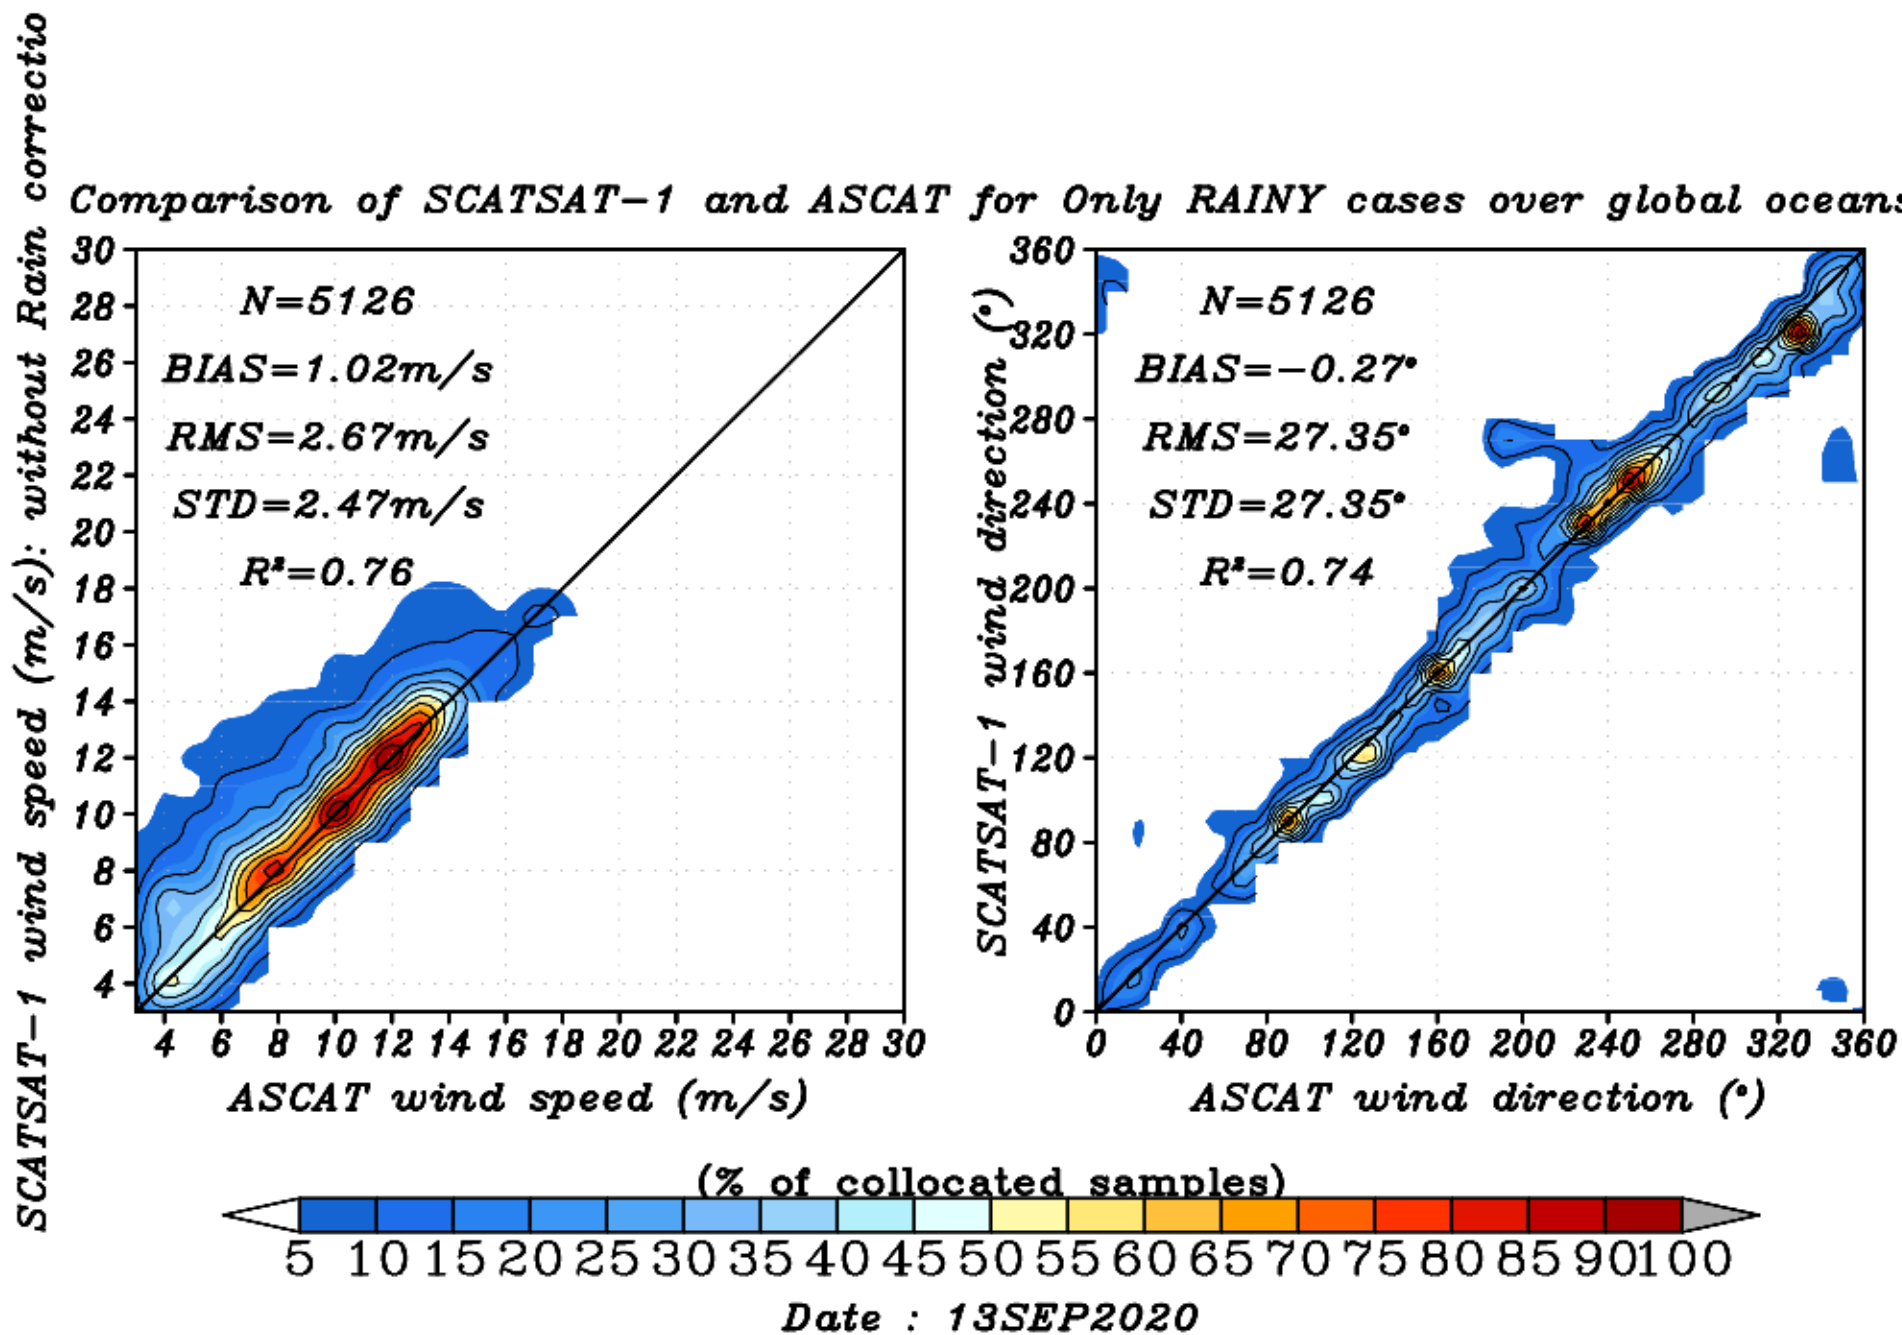 Comparison of SCATSAT-1 and ASCAT for Only RAINY cases over global oceans
SCATSAT-1 wind speed (m/s): without Rain correctio
30
28
26
24
22
20
18
16
14
12
10
8
6
4
N=5126
BIAS=1.02m/s
RMS=2.67m/s
STD=2.47m/s
R²=0.76
4 6 8 10 12 14 16 18 20 22 24 26 28 30
ASCAT wind speed (m/s)
SCATSAT-1 wind direction (°)
360
320
280
240
200
160
120
80
40
0
N=5126
BIAS=-0.27°
RMS=27.35°
STD=27.35°
R²=0.74
0 40 80 120 160 200 240 280 320 360
ASCAT wind direction (°)
(% of collocated samples)
5 10 15 20 25 30 35 40 45 50 55 60 65 70 75 80 85 90 100
Date : 13SEP2020